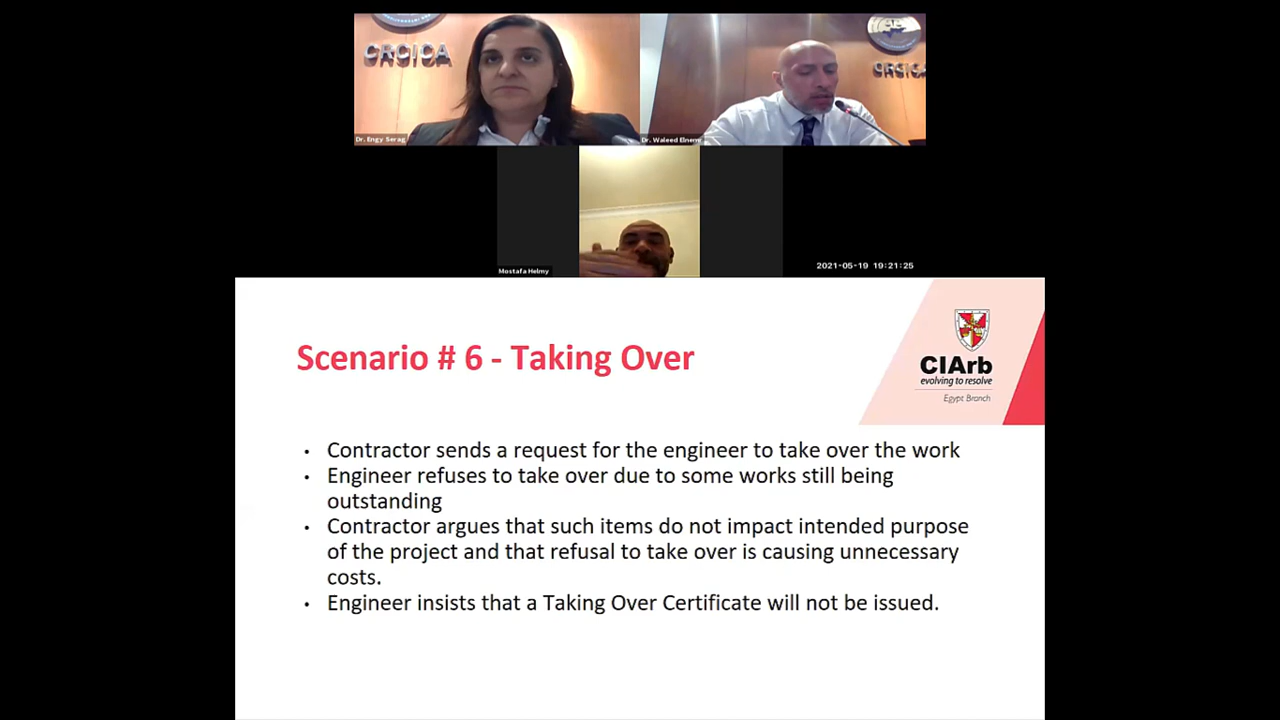 CRCICA
CRCICA
Dr. Engy Serag
Dr. Waleed Elnemr
Mostafa Helmy
2021-05-19 19:21:25
Scenario # 6 - Taking Over
CIArb
evolving to resolve
Egypt Branch
• Contractor sends a request for the engineer to take over the work
• Engineer refuses to take over due to some works still being
outstanding
• Contractor argues that such items do not impact intended purpose
of the project and that refusal to take over is causing unnecessary
costs.
• Engineer insists that a Taking Over Certificate will not be issued.